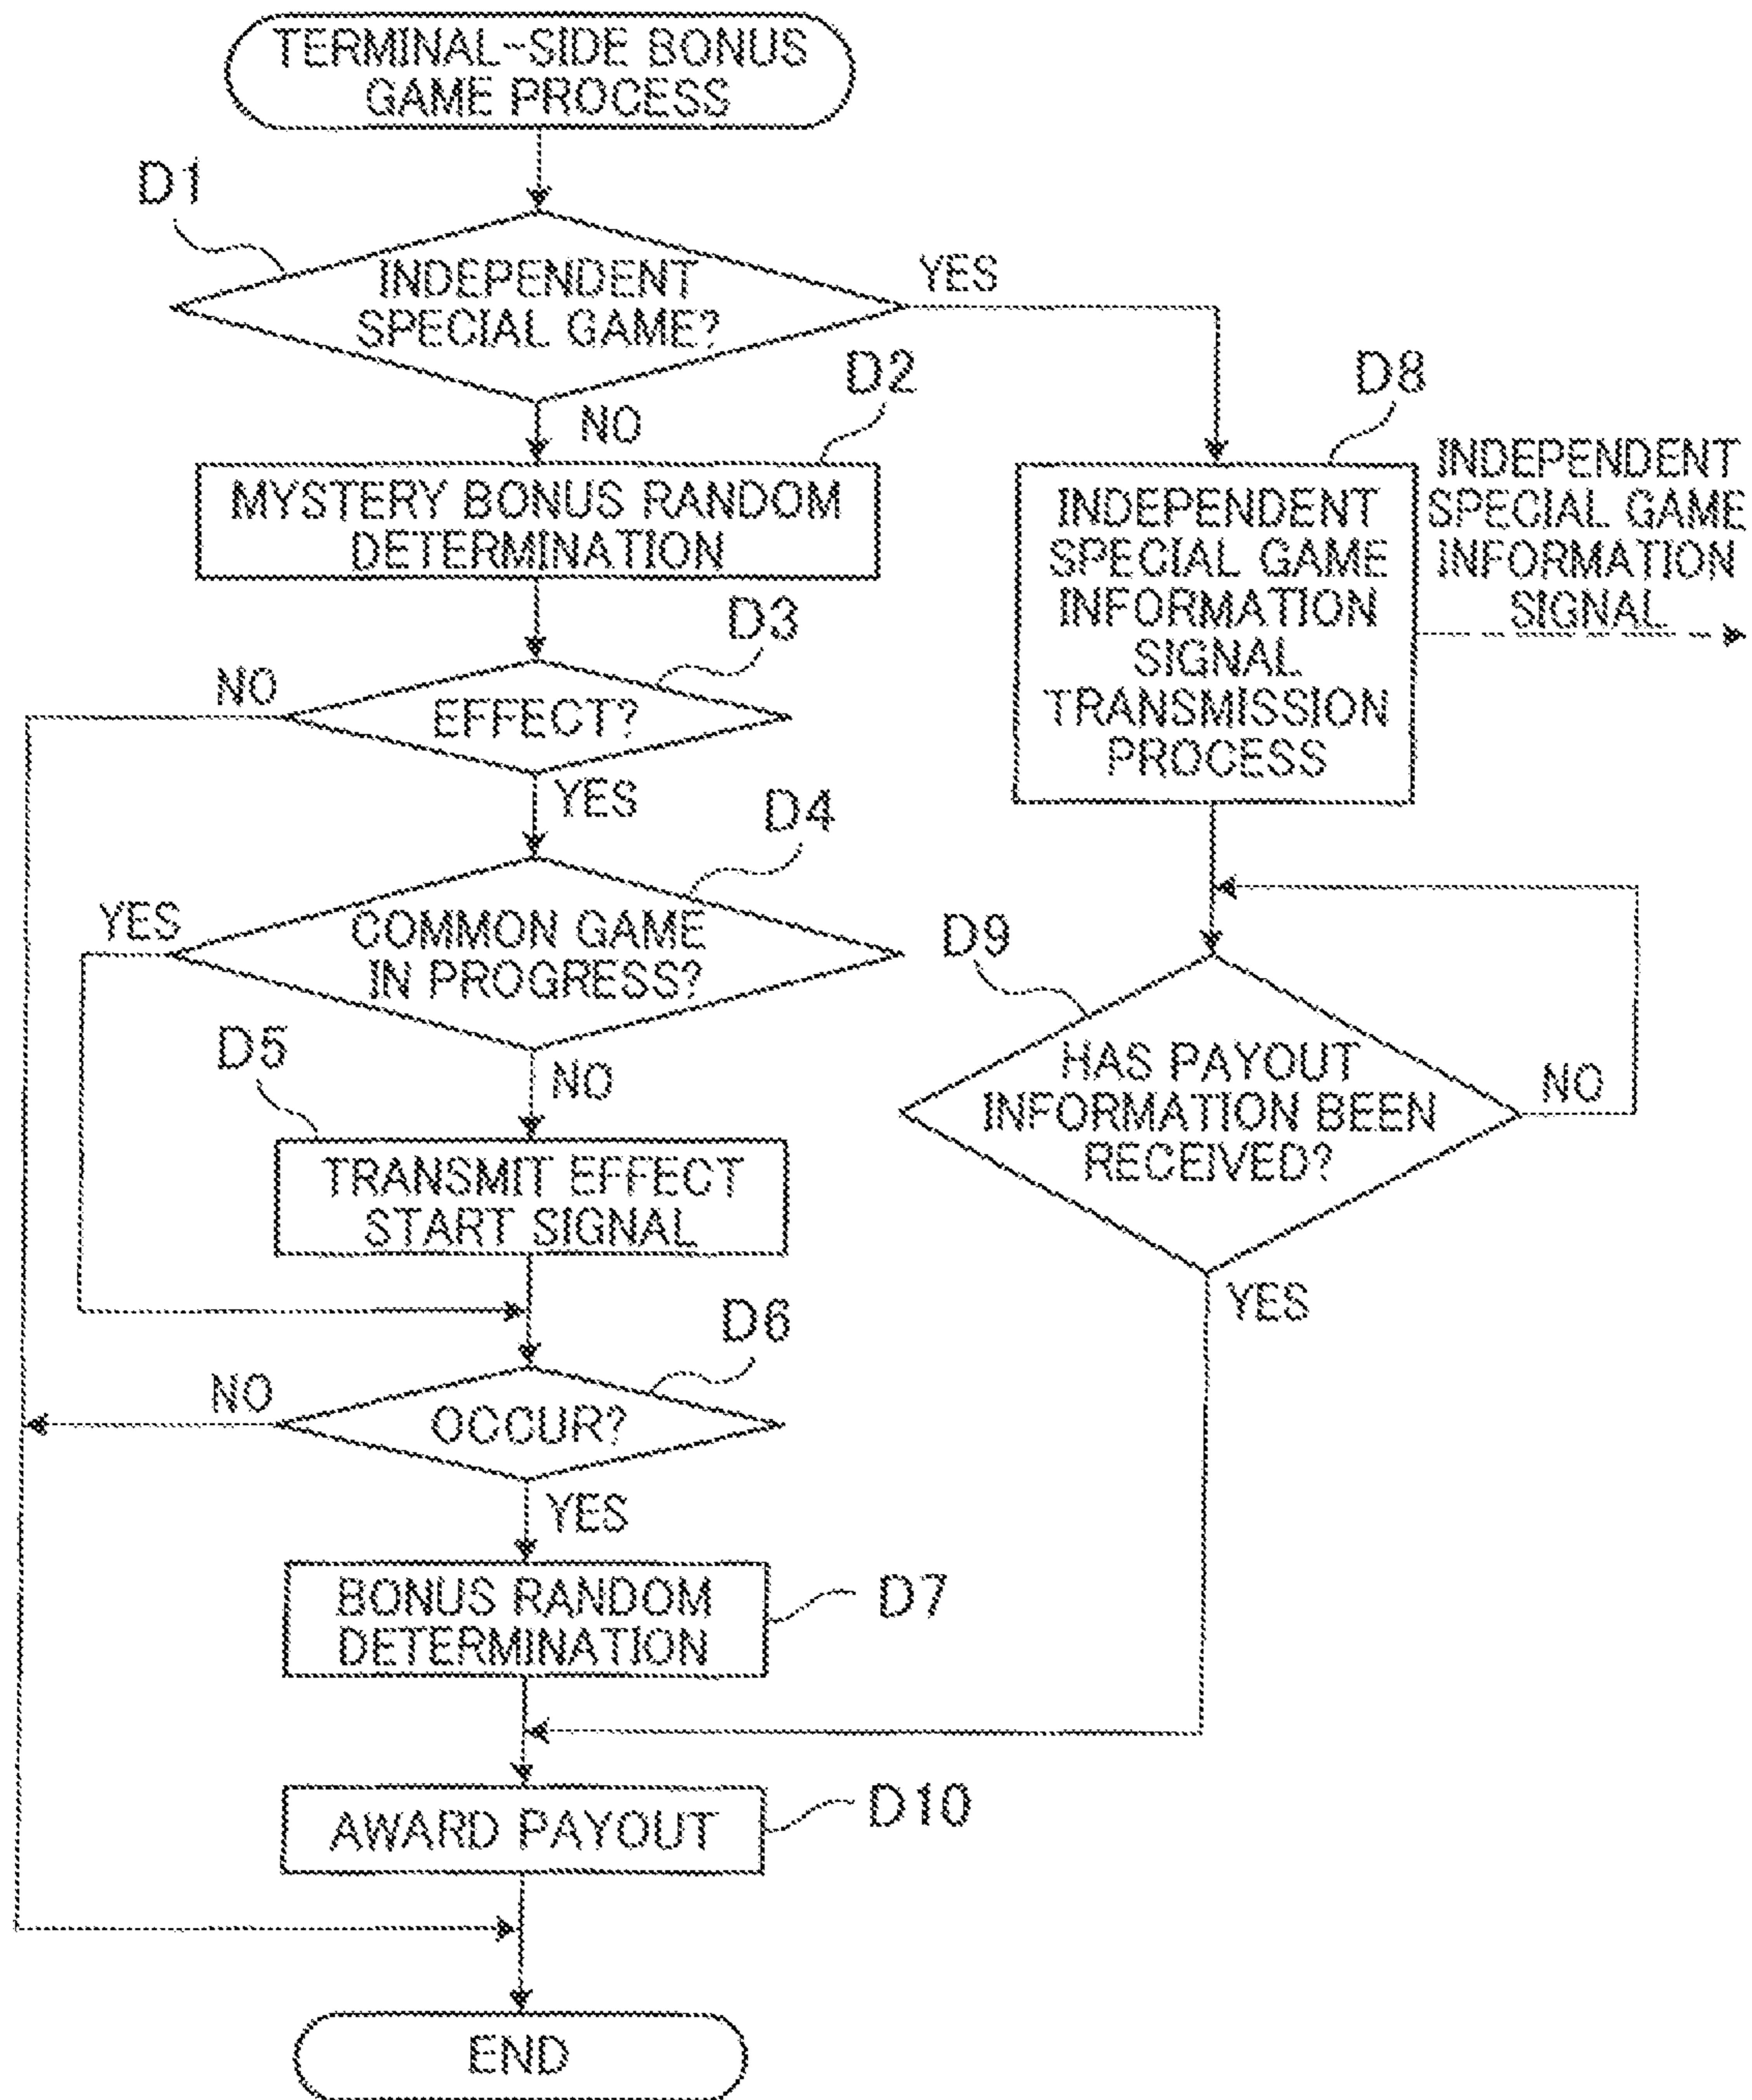 TERMINAL-SIDE BONUS
GAME PROCESS
D1
INDEPENDENT
SPECIAL GAME?
YES
NO
D2
MYSTERY BONUS RANDOM
DETERMINATION
D8
INDEPENDENT
SPECIAL GAME
INFORMATION
SIGNAL
TRANSMISSION
PROCESS
INDEPENDENT
SPECIAL GAME
INFORMATION
SIGNAL
D3
NO
EFFECT?
YES
D4
YES
COMMON GAME
IN PROGRESS?
NO
D9
HAS PAYOUT
INFORMATION BEEN
RECEIVED?
NO
YES
D5
TRANSMIT EFFECT
START SIGNAL
D6
NO
OCCUR?
YES
BONUS RANDOM
DETERMINATION
D7
AWARD PAYOUT
D10
END